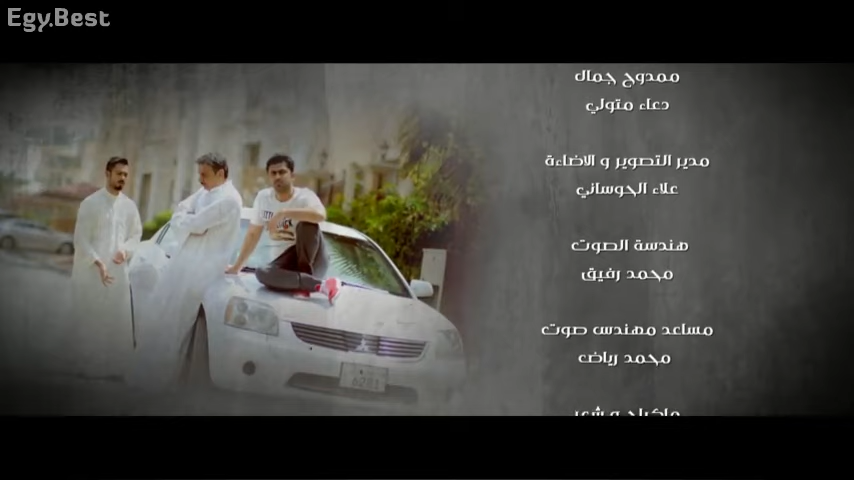 Egy.Best
ممدوح جمال
دعاء متولي
مدير التصوير و الاضاءة
علاء الحوساني
هندسة الصوت
محمد رفيق
مساعد مهندس صوت
محمد رياض